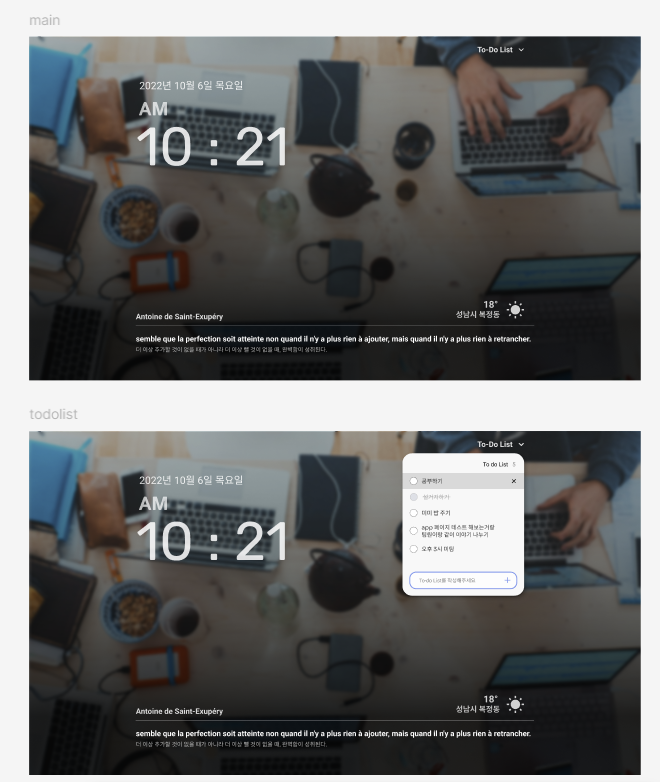 main
To-Do List
2022년 10월 6일 목요일
AM
10 : 21
18°
성남시 복정동
Antoine de Saint-Exupéry
semble que la perfection soit atteinte non quand il n'y a plus rien à ajouter, mais quand il n'y a plus rien à retrancher.
더 이상 추가할 것이 없을 때가 아니라 더 이상 뺄 것이 없을 때, 완벽함이 성취된다.
todolist
To-Do List
2022년 10월 6일 목요일
AM
10 : 21
To do List 5
공부하기
미미 밥 주기
app 페이지 테스트 해보는거랑
팀원이랑 같이 이야기 나누기
오후 3시 미팅
To-do List를 작성해주세요
18°
성남시 복정동
Antoine de Saint-Exupéry
semble que la perfection soit atteinte non quand il n'y a plus rien à ajouter, mais quand il n'y a plus rien à retrancher.
더 이상 추가할 것이 없을 때가 아니라 더 이상 뺄 것이 없을 때, 완벽함이 성취된다.